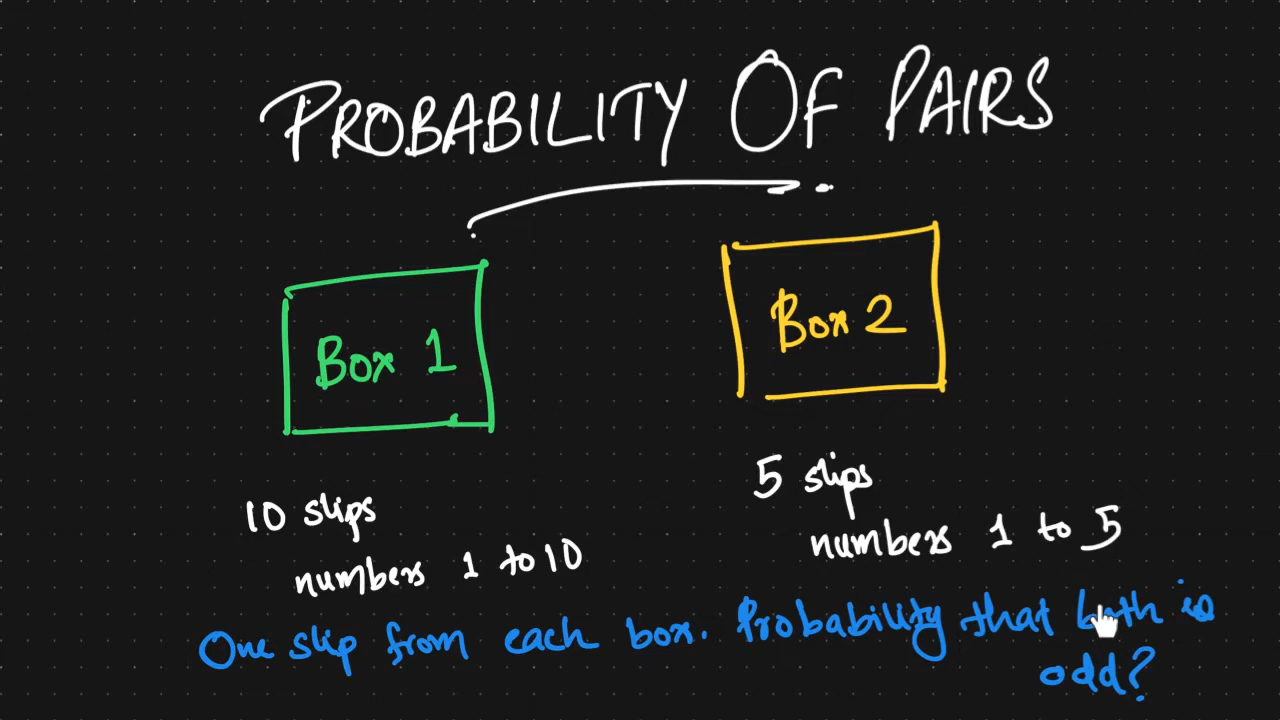 PROBABILITY OF PAIRS
Box 1
Box 2
10 slips
numbers 1 to 10
5 slips
numbers 1 to 5
One slip from each box. Probability that both is
odd?